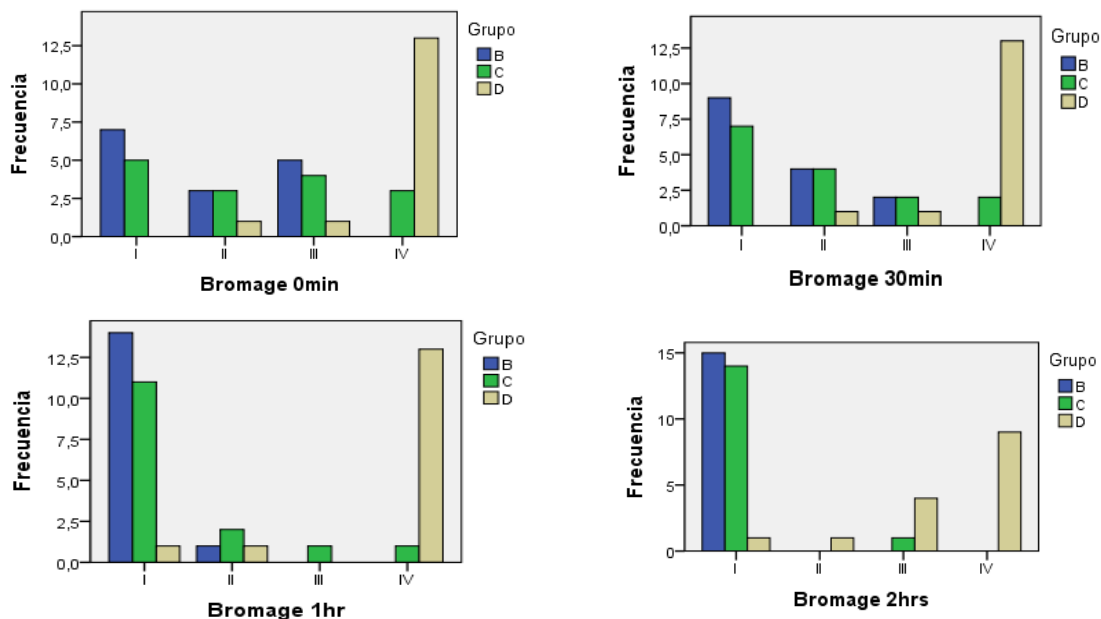 Frecuencia
12,5
10,0
7,5
5,0
2,5
0,0
I
II
III
IV
Bromage 0min
Grupo
B
C
D
Frecuencia
12,5
10,0
7,5
5,0
2,5
0,0
I
II
III
IV
Bromage 30min
Grupo
B
C
D
Frecuencia
12,5
10,0
7,5
5,0
2,5
0,0
I
II
III
IV
Bromage 1hr
Grupo
B
C
D
Frecuencia
15
10
5
0
I
II
III
IV
Bromage 2hrs
Grupo
B
C
D